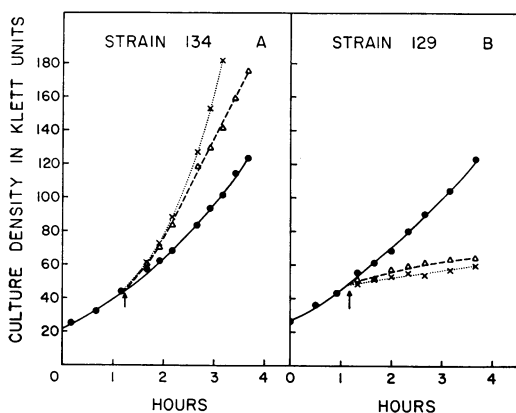 STRAIN 134 A
STRAIN 129 B
CULTURE DENSITY IN KLETT UNITS
180
160
140
120
100
80
60
40
20
0 1 2 3 4
0 1 2 3 4
HOURS
HOURS